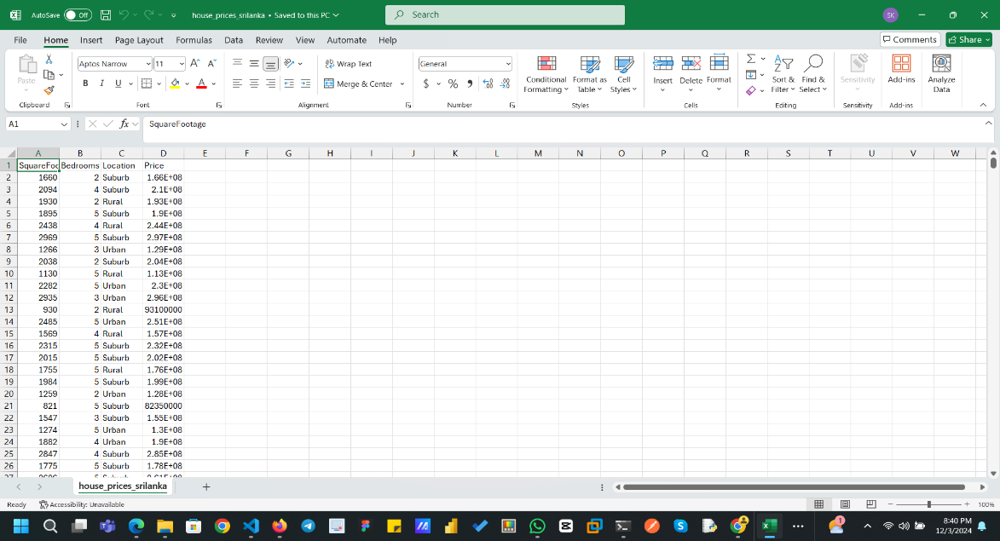 AutoSave Off house_prices_srilanka • Saved to this PC Search SK
File Home Insert Page Layout Formulas Data Review View Automate Help Comments Share
Paste Aptos Narrow 11 A^ A˅ Wrap Text General Conditional Formatting Format as Table Cell Styles Insert Delete Format Sort & Filter Find & Select Sensitivity Add-ins Analyze Data
B I U A Merge & Center $ % 9
Clipboard Font Alignment Number Styles Cells Editing Sensitivity Add-ins
A1 fx SquareFootage
A B C D E F G H I J K L M N O P Q R S T U V W
1 SquareFoo Bedrooms Location Price
2 1660 2 Suburb 1.66E+08
3 2094 4 Suburb 2.1E+08
4 1930 2 Rural 1.93E+08
5 1895 5 Suburb 1.9E+08
6 2438 4 Rural 2.44E+08
7 2969 5 Suburb 2.97E+08
8 1266 3 Urban 1.29E+08
9 2038 2 Suburb 2.04E+08
10 1130 5 Rural 1.13E+08
11 2282 5 Urban 2.3E+08
12 2935 3 Urban 2.96E+08
13 930 2 Rural 93100000
14 2485 5 Urban 2.51E+08
15 1569 4 Rural 1.57E+08
16 2315 5 Suburb 2.32E+08
17 2015 5 Suburb 2.02E+08
18 1755 5 Rural 1.76E+08
19 1984 5 Suburb 1.99E+08
20 1259 2 Urban 1.28E+08
21 821 5 Suburb 82350000
22 1547 3 Suburb 1.55E+08
23 1274 5 Urban 1.3E+08
24 1882 4 Urban 1.9E+08
25 2847 4 Suburb 2.85E+08
26 1775 5 Suburb 1.78E+08
house_prices_srilanka
Ready Accessibility: Unavailable 100%
1 8:40 PM
12/3/2024